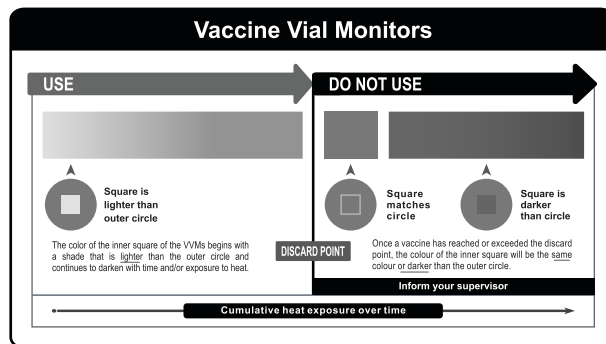 Vaccine Vial Monitors
USE
DO NOT USE
Square is
lighter than
outer circle
Square
matches
circle
Square is
darker
than circle
The color of the inner square of the VVMs begins with
a shade that is lighter than the outer circle and
continues to darken with time and/or exposure to heat.
DISCARD POINT
Once a vaccine has reached or exceeded the discard
point, the colour of the inner square will be the same
colour or darker than the outer circle.
Inform your supervisor
Cumulative heat exposure over time